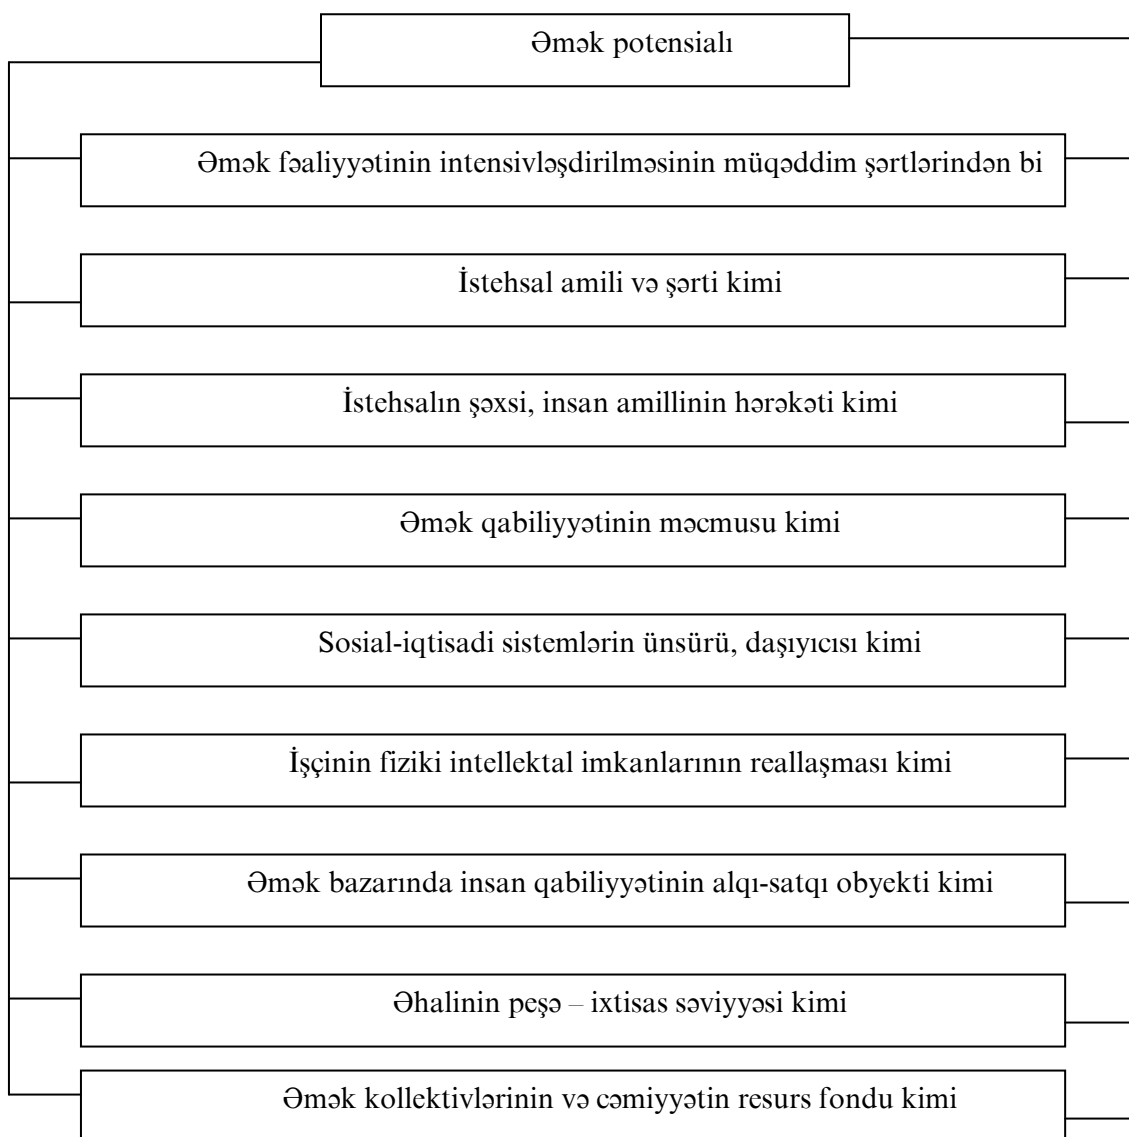 Əmək potensialı
Əmək fəaliyyətinin intensivləşdirilməsinin müqəddim şərtlərindən bi
İstehsal amili və şərti kimi
İstehsalın şəxsi, insan amillinin hərəkəti kimi
Əmək qabiliyyətinin məcmusu kimi
Sosial-iqtisadi sistemlərin ünsürü, daşıyıcısı kimi
İşçinin fiziki intellektal imkanlarının reallaşması kimi
Əmək bazarında insan qabiliyyətinin alqı-satqı obyekti kimi
Əhalinin peşə – ixtisas səviyyəsi kimi
Əmək kollektivlərinin və cəmiyyətin resurs fondu kimi